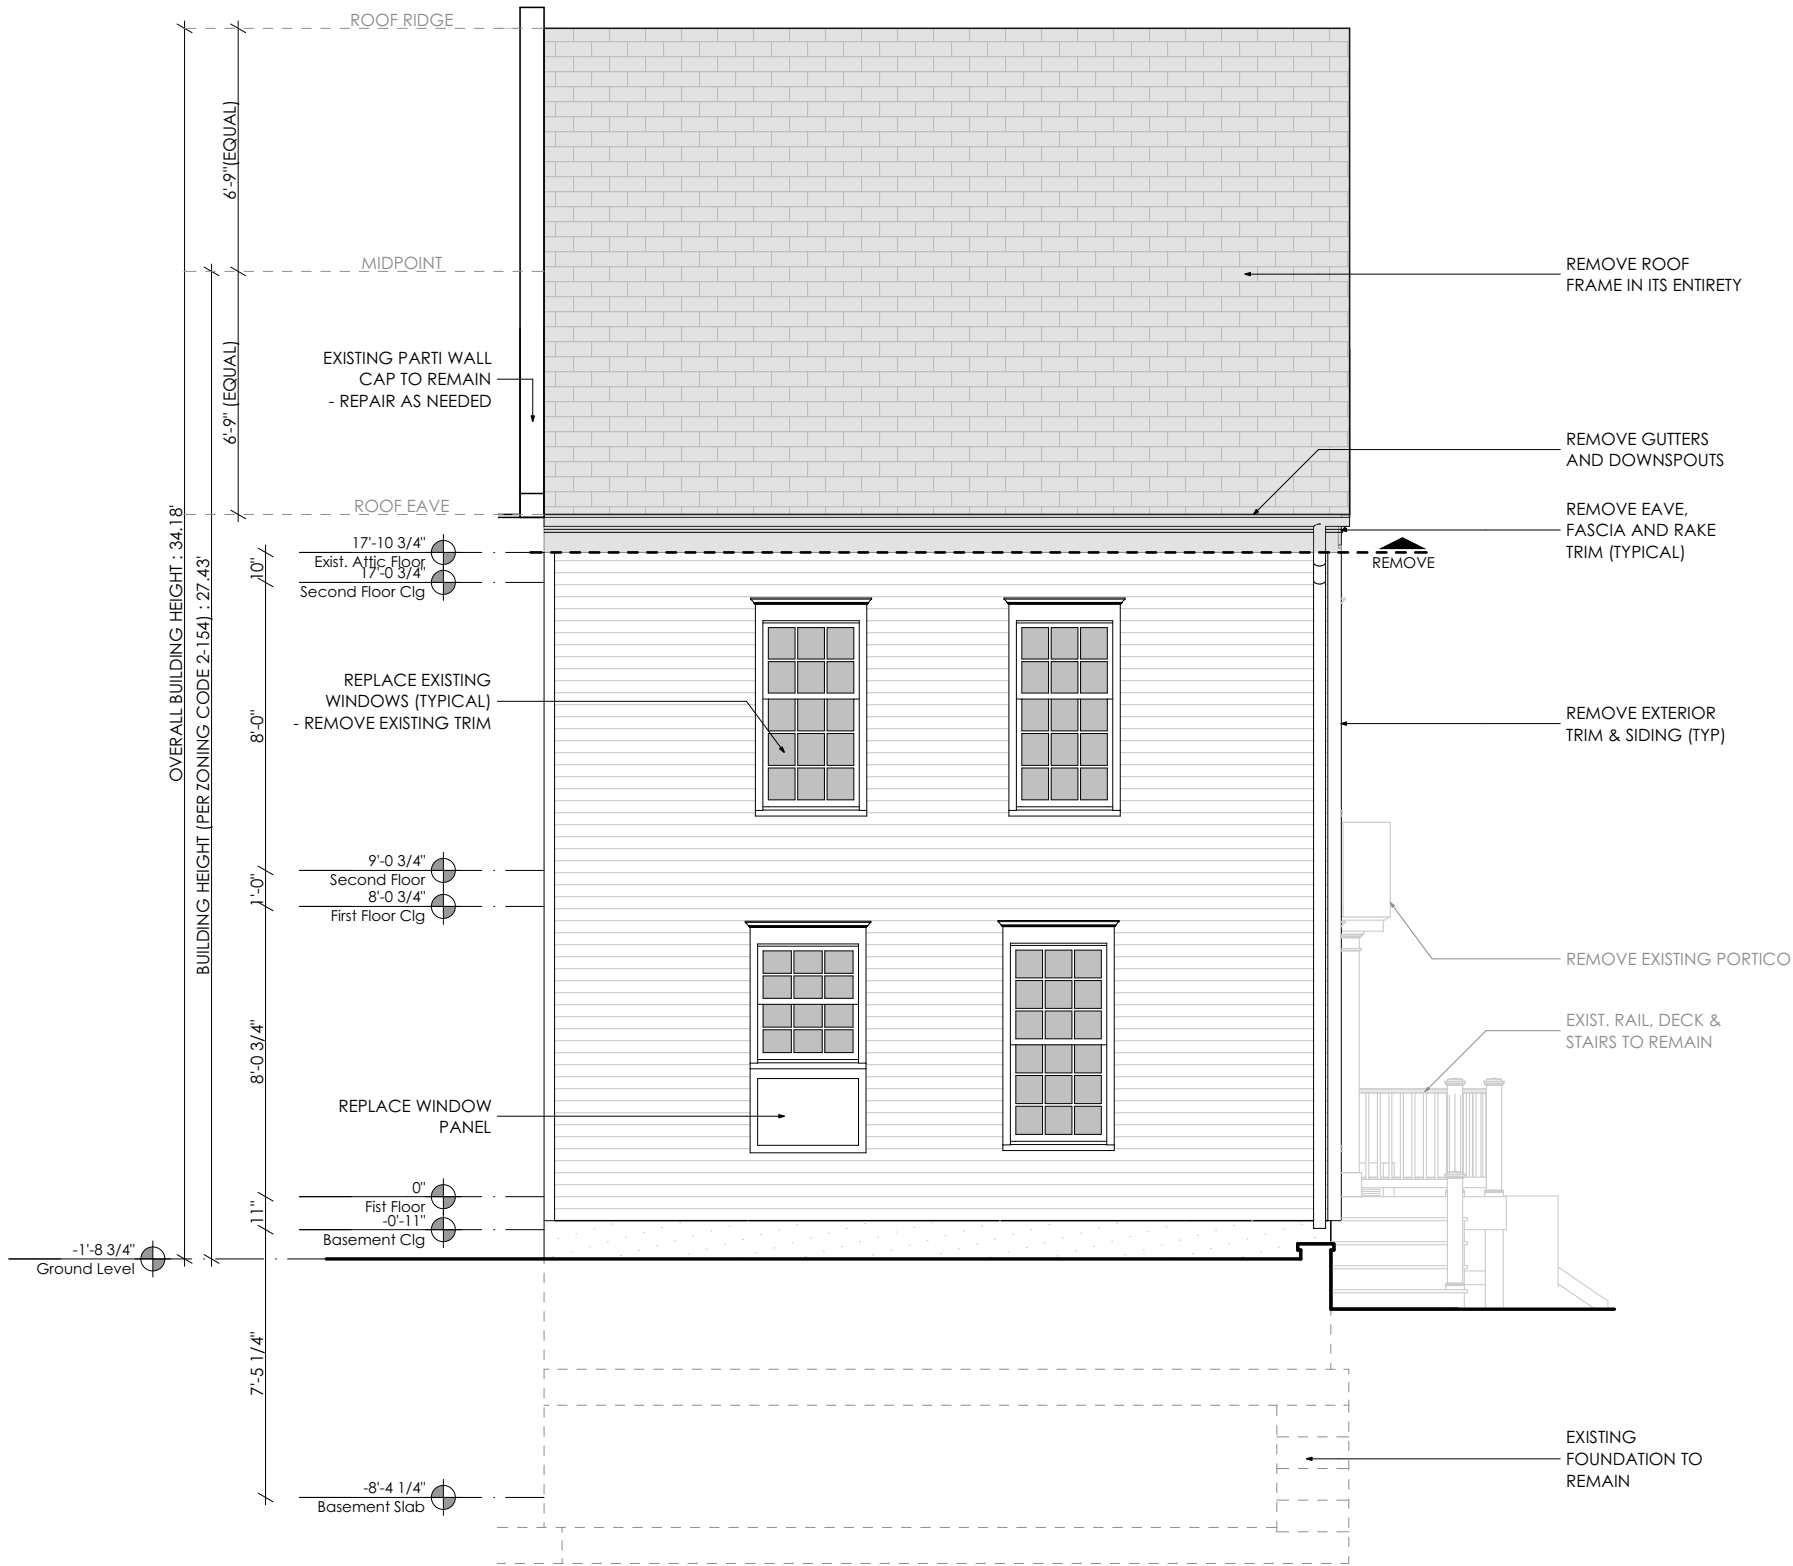 ROOF RIDGE
6'-9"(EQUAL)
MIDPOINT
REMOVE ROOF
FRAME IN ITS ENTIRETY
EXISTING PARTI WALL
CAP TO REMAIN
- REPAIR AS NEEDED
6'-9" (EQUAL)
REMOVE GUTTERS
AND DOWNSPOUTS
ROOF EAVE
REMOVE EAVE,
FASCIA AND RAKE
TRIM (TYPICAL)
OVERALL BUILDING HEIGHT : 34.18'
BUILDING HEIGHT (PER ZONING CODE 2-154) : 27.43'
17'-10 3/4"
Exist. Attic Floor
10"
17'-0 3/4"
Second Floor Clg
REMOVE
REPLACE EXISTING
WINDOWS (TYPICAL)
- REMOVE EXISTING TRIM
8'-0"
REMOVE EXTERIOR
TRIM & SIDING (TYP)
9'-0 3/4"
Second Floor
1'-0"
8'-0 3/4"
First Floor Clg
REMOVE EXISTING PORTICO
EXIST. RAIL, DECK &
STAIRS TO REMAIN
8'-0 3/4"
REPLACE WINDOW
PANEL
0"
Fist Floor
11"
-0'-11"
Basement Clg
-1'-8 3/4"
Ground Level
7'-5 1/4"
EXISTING
FOUNDATION TO
REMAIN
-8'-4 1/4"
Basement Slab